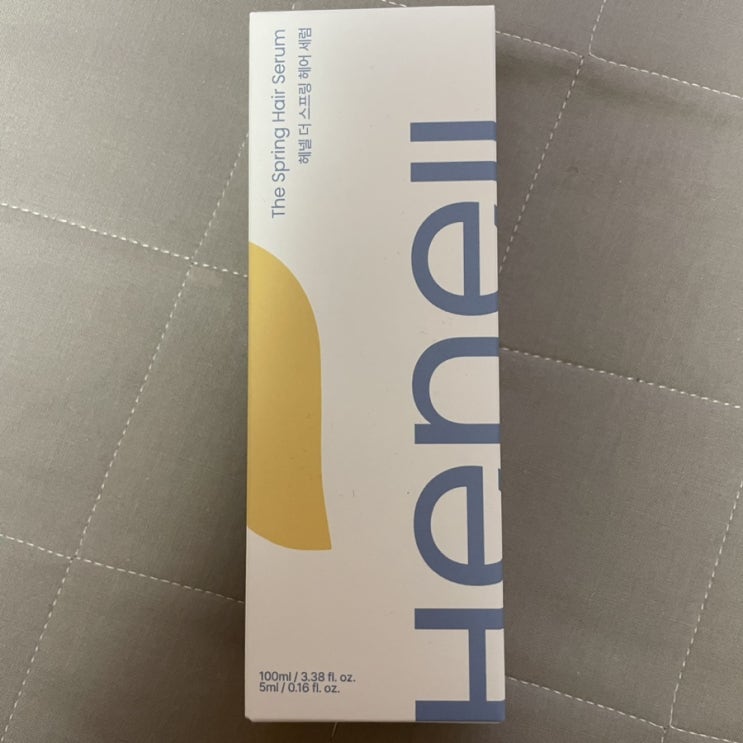 The Spring Hair Serum
헤넬 더 스프링 헤어 세럼
Henell
100ml / 3.38 fl. oz.
5ml / 0.16 fl. oz.